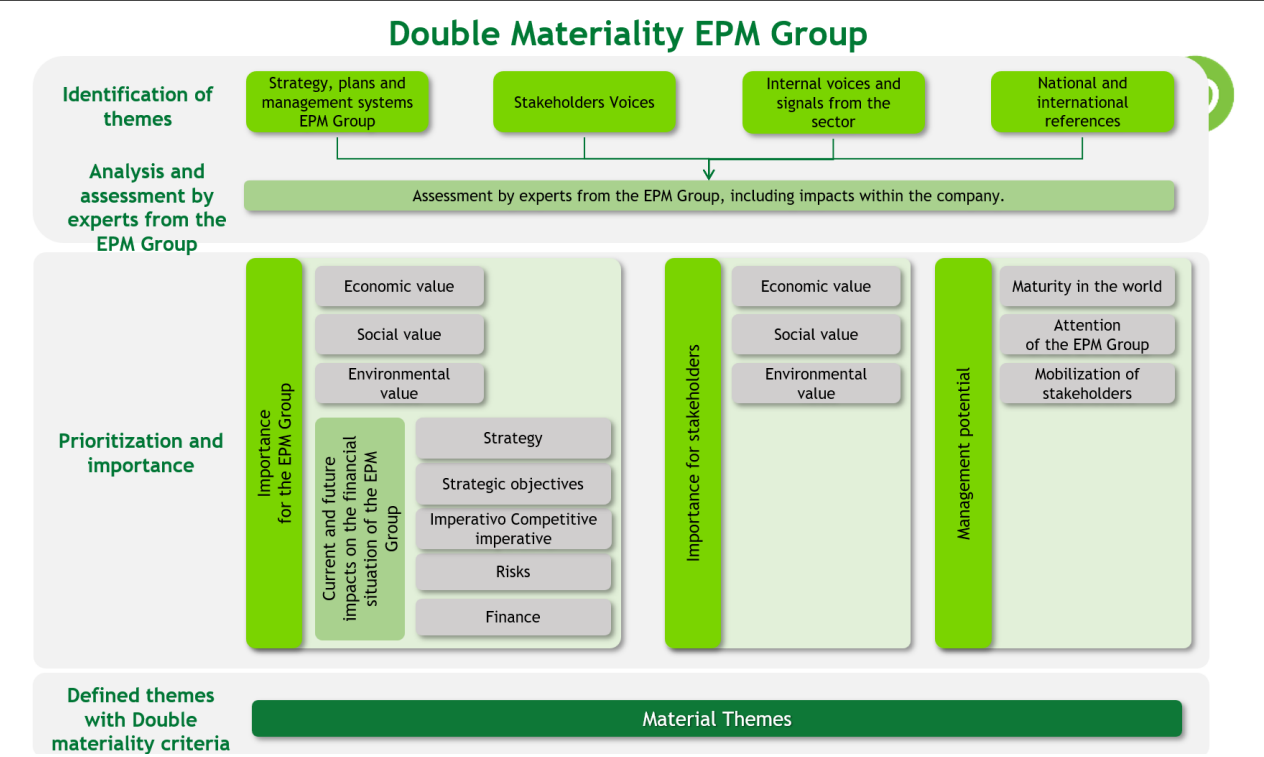 Double Materiality EPM Group
Identification of
themes
Strategy, plans and
management systems
EPM Group
Stakeholders Voices
Internal voices and
signals from the
sector
National and
international
references
Analysis and
assessment by
experts from the
EPM Group
Assessment by experts from the EPM Group, including impacts within the company.
Prioritization and
importance
Importance
for the EPM Group
Economic value
Social value
Environmental
value
Current and future
impacts on the financial
situation of the EPM
Group
Strategy
Strategic objectives
Imperativo Competitive
imperative
Risks
Finance
Importance for stakeholders
Economic value
Social value
Environmental
value
Management potential
Maturity in the world
Attention
of the EPM Group
Mobilization of
stakeholders
Defined themes
with Double
materiality criteria
Material Themes